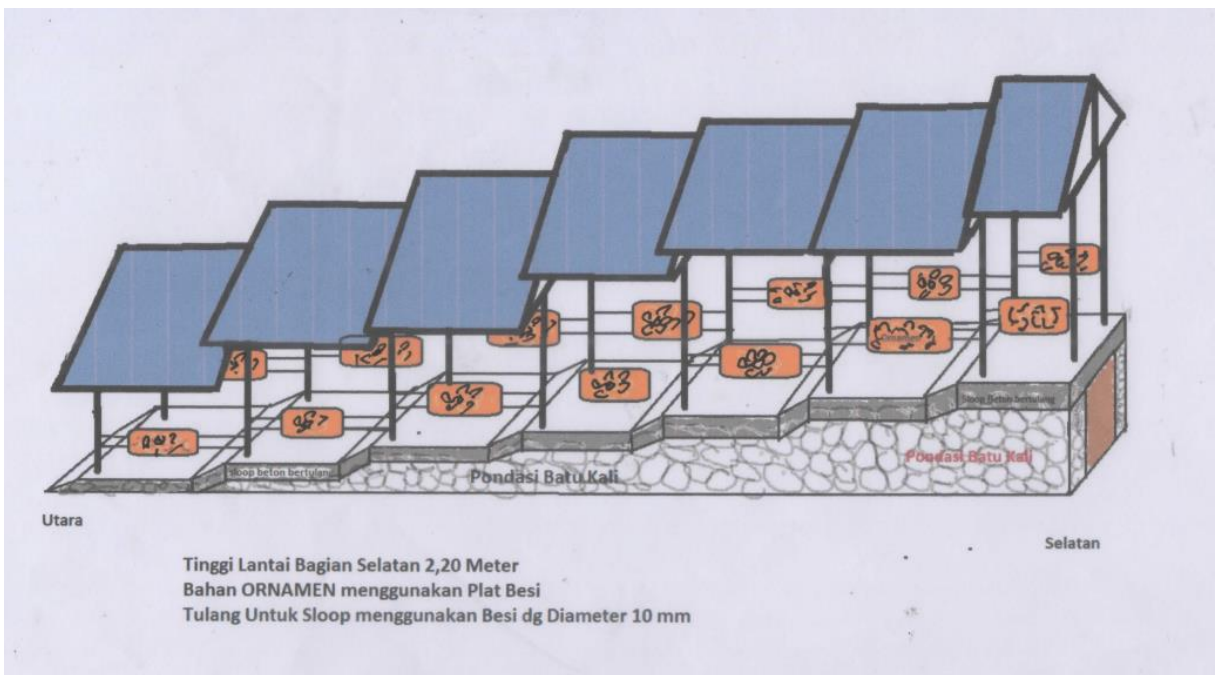 Ornamen
Sloop Beton bertulang
Pondasi Batu Kali
Sloop beton bertulang
Pondasi Batu Kali
Utara
Selatan
Tinggi Lantai Bagian Selatan 2,20 Meter
Bahan ORNAMEN menggunakan Plat Besi
Tulang Untuk Sloop menggunakan Besi dg Diameter 10 mm